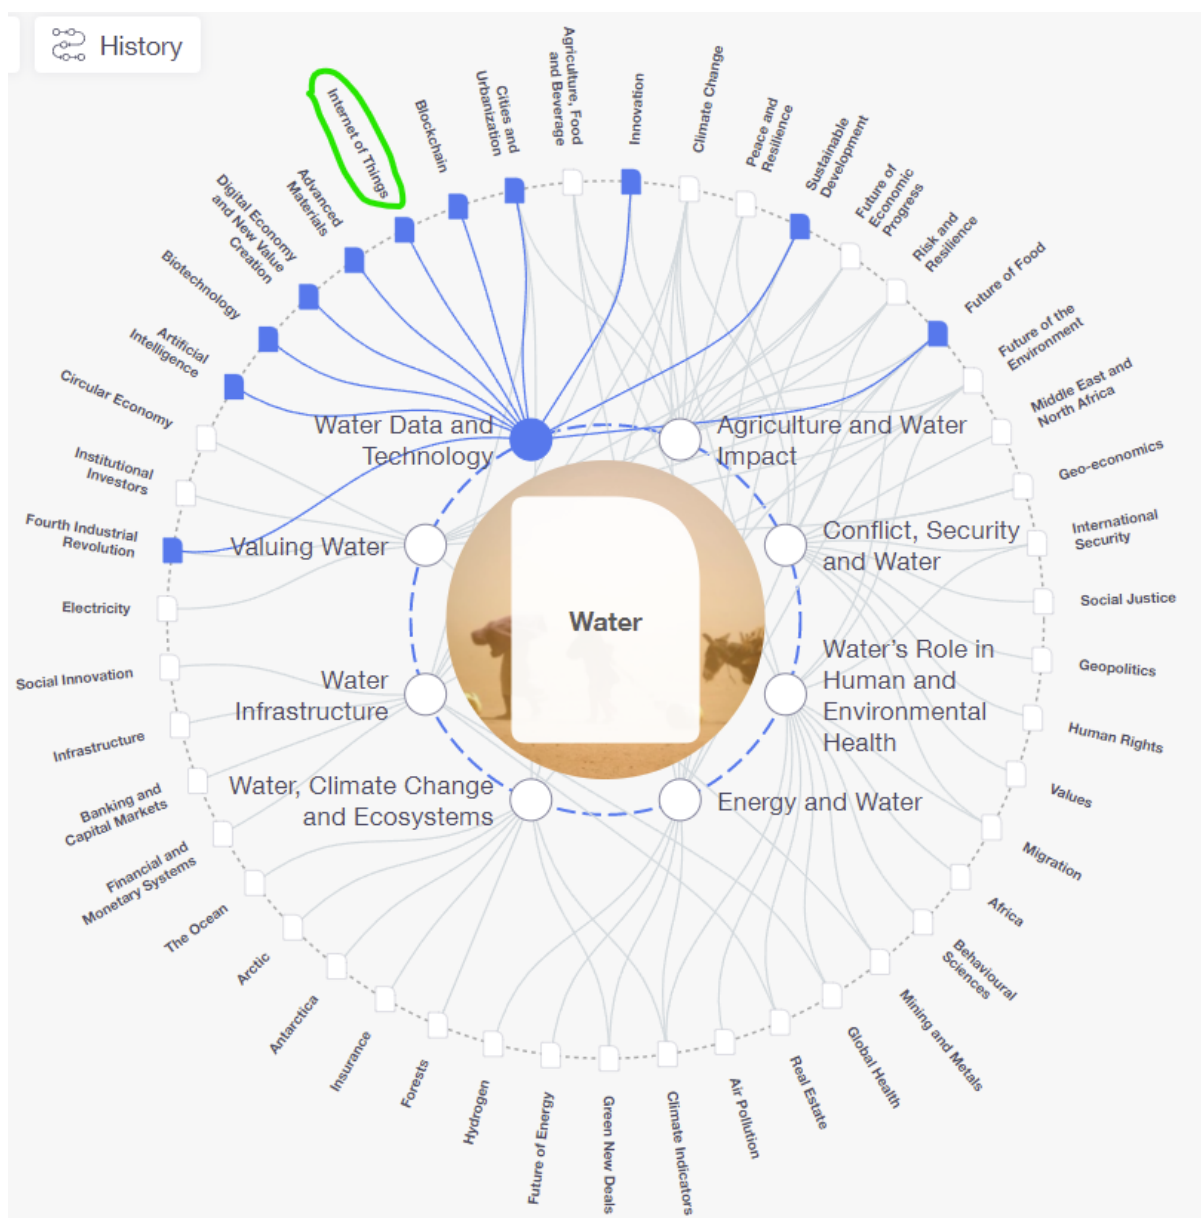 History
Agriculture, Food
and Beverage
Innovation
Climate Change
Peace and
Resilience
Sustainable
Development
Future of
Economic
Progress
Risk and
Resilience
Future of Food
Future of the
Environment
Middle East and
North Africa
Geo-economics
International
Security
Social Justice
Geopolitics
Human Rights
Values
Migration
Africa
Behavioural
Sciences
Mining and Metals
Global Health
Real Estate
Air Pollution
Climate Indicators
Green New Deals
Future of Energy
Hydrogen
Forests
Insurance
Antarctica
Arctic
The Ocean
Financial and
Monetary Systems
Banking and
Capital Markets
Infrastructure
Social Innovation
Electricity
Fourth Industrial
Revolution
Institutional
Investors
Circular Economy
Artificial
Intelligence
Biotechnology
Digital Economy
and New Value
Creation
Advanced
Materials
Internet of Things
Blockchain
Cities and
Urbanization
Water Data and
Technology
Agriculture and Water
Impact
Conflict, Security
and Water
Water’s Role in
Human and
Environmental
Health
Energy and Water
Water, Climate Change
and Ecosystems
Water
Infrastructure
Valuing Water
Water